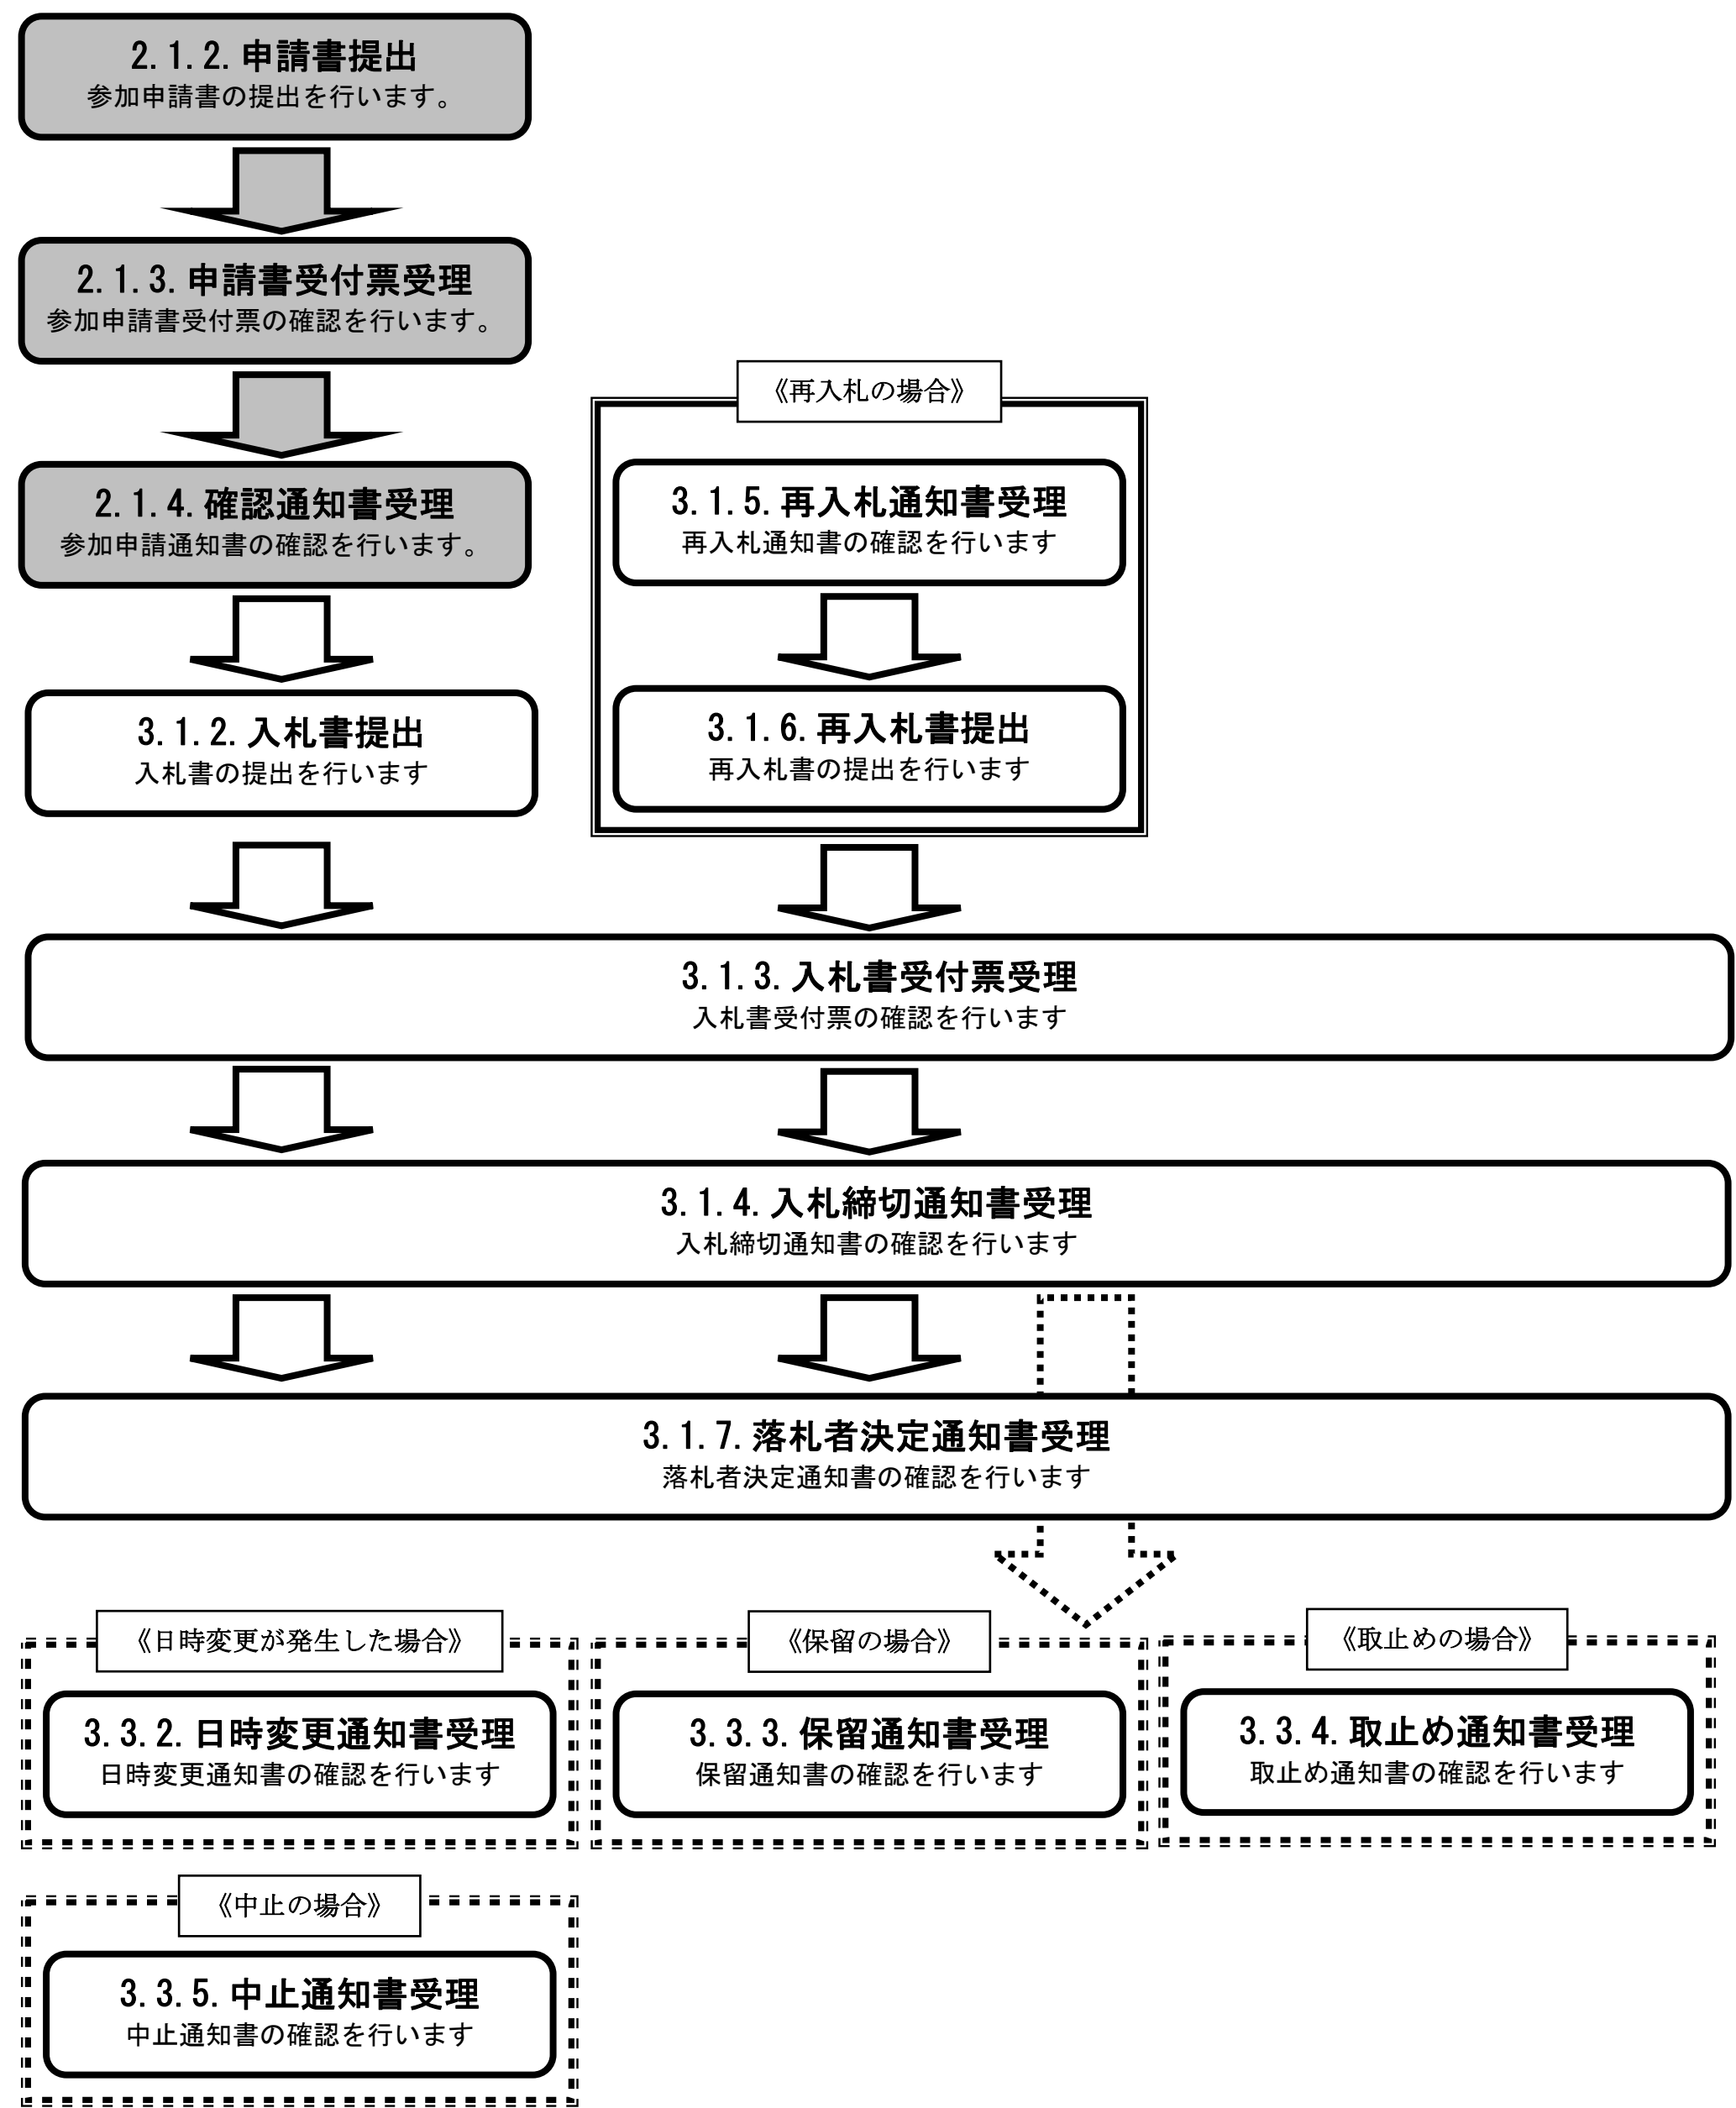 2.1.2.申請書提出
参加申請書の提出を行います。
2.1.3.申請書受付票受理
参加申請書受付票の確認を行います。
2.1.4.確認通知書受理
参加申請通知書の確認を行います。
3.1.2.入札書提出
入札書の提出を行います
《再入札の場合》
3.1.5.再入札通知書受理
再入札通知書の確認を行います
3.1.6.再入札書提出
再入札書の提出を行います
3.1.3.入札書受付票受理
入札書受付票の確認を行います
3.1.4.入札締切通知書受理
入札締切通知書の確認を行います
3.1.7.落札者決定通知書受理
落札者決定通知書の確認を行います
《日時変更が発生した場合》
3.3.2.日時変更通知書受理
日時変更通知書の確認を行います
《保留の場合》
3.3.3.保留通知書受理
保留通知書の確認を行います
《取止めの場合》
3.3.4.取止め通知書受理
取止め通知書の確認を行います
《中止の場合》
3.3.5.中止通知書受理
中止通知書の確認を行います